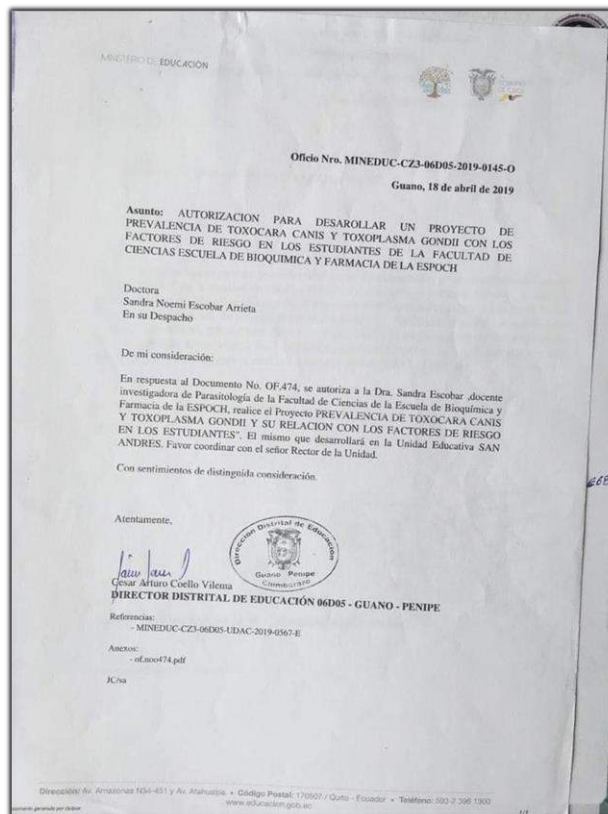 MINISTERIO DE EDUCACIÓN
Oficio Nro. MINEDUC-CZ3-06D05-2019-0145-O
Guano, 18 de abril de 2019
Asunto: AUTORIZACION PARA DESAROLLAR UN PROYECTO DE
PREVALENCIA DE TOXOCARA CANIS Y TOXOPLASMA GONDII CON LOS
FACTORES DE RIESGO EN LOS ESTUDIANTES DE LA FACULTAD DE
CIENCIAS ESCUELA DE BIOQUIMICA Y FARMACIA DE LA ESPOCH
Doctora
Sandra Noemi Escobar Arrieta
En su Despacho
De mi consideración:
En respuesta al Documento No. OF.474, se autoriza a la Dra. Sandra Escobar ,docente
investigadora de Parasitología de la Facultad de Ciencias de la Escuela de Bioquímica y
Farmacia de la ESPOCH, realice el Proyecto PREVALENCIA DE TOXOCARA CANIS
Y TOXOPLASMA GONDII Y SU RELACION CON LOS FACTORES DE RIESGO
EN LOS ESTUDIANTES". El mismo que desarrollará en la Unidad Educativa SAN
ANDRES. Favor coordinar con el señor Rector de la Unidad.
Con sentimientos de distinguida consideración.
Atentamente,
Dirección Distrital de Educación
Guano Penipe
Chimborazo
Cesar Arturo Coello Vilema
DIRECTOR DISTRITAL DE EDUCACIÓN 06D05 - GUANO - PENIPE
Referencias:
- MINEDUC-CZ3-06D05-UDAC-2019-0567-E
Anexos:
- of.noo474.pdf
JC/sa
Dirección: Av. Amazonas N34-451 y Av. Atahualpa. • Código Postal: 170507 / Quito - Ecuador • Teléfono: 593-2 396 1300
www.educacion.gob.ec